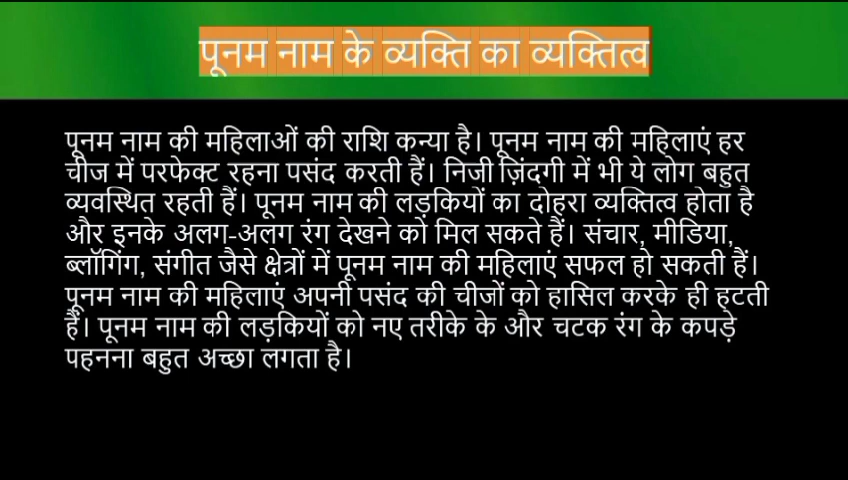 पूनम नाम के व्यक्ति का व्यक्तित्व
पूनम नाम की महिलाओं की राशि कन्या है। पूनम नाम की महिलाएं हर
चीज में परफेक्ट रहना पसंद करती हैं। निजी ज़िंदगी में भी ये लोग बहुत
व्यवस्थित रहती हैं। पूनम नाम की लड़कियों का दोहरा व्यक्तित्व होता है
और इनके अलग-अलग रंग देखने को मिल सकते हैं। संचार, मीडिया,
ब्लॉगिंग, संगीत जैसे क्षेत्रों में पूनम नाम की महिलाएं सफल हो सकती हैं।
पूनम नाम की महिलाएं अपनी पसंद की चीजों को हासिल करके ही हटती
हैं। पूनम नाम की लड़कियों को नए तरीके के और चटक रंग के कपड़े
पहनना बहुत अच्छा लगता है।